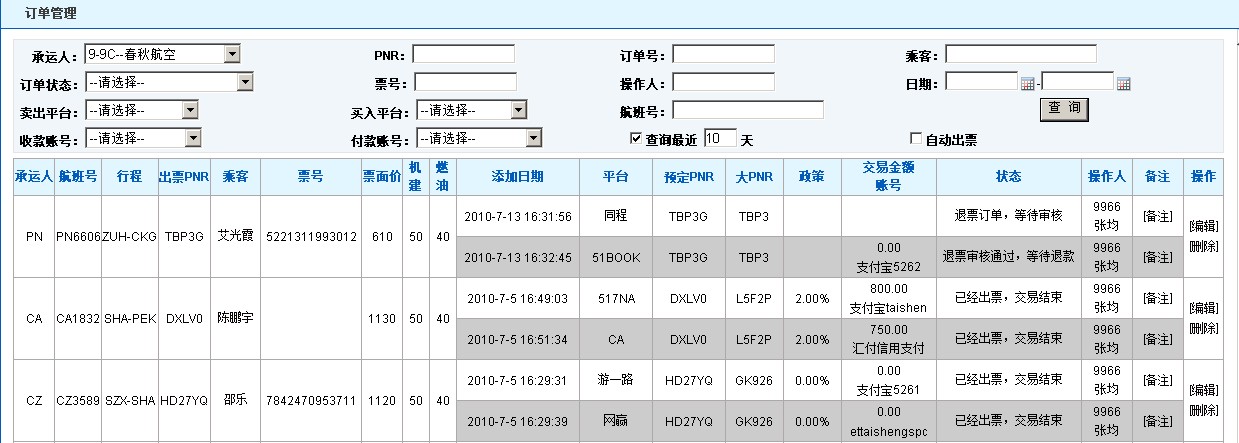 订单管理
承运人： 9-9C--春秋航空 PNR： 订单号： 乘客：
订单状态： --请选择-- 票号： 操作人： 日期： -
卖出平台： --请选择-- 买入平台： --请选择-- 航班号： 查 询
收款账号： --请选择-- 付款账号： --请选择-- 查询最近 10 天 自动出票
承运人 航班号 行程 出票PNR 乘客 票号 票面价 机建 燃油 添加日期 平台 预定PNR 大PNR 政策 交易金额 账号 状态 操作人 备注 操作
PN PN6606 ZUH-CKG TBP3G 艾光霞 5221311993012 610 50 40 2010-7-13 16:31:56 同程 TBP3G TBP3 退票订单，等待审核 9966 张均 [备注] [编辑] [删除]
2010-7-13 16:32:45 51BOOK TBP3G TBP3 0.00 支付宝5262 退票审核通过，等待退款 9966 张均 [备注]
CA CA1832 SHA-PEK DXLV0 陈鹏宇 1130 50 40 2010-7-5 16:49:03 517NA DXLV0 L5F2P 2.00% 800.00 支付宝taishen 已经出票，交易结束 9966 张均 [备注] [编辑] [删除]
2010-7-5 16:51:34 CA DXLV0 L5F2P 2.00% 750.00 汇付信用支付 已经出票，交易结束 9966 张均 [备注]
CZ CZ3589 SZX-SHA HD27YQ 邵乐 7842470953711 1120 50 40 2010-7-5 16:29:31 游一路 HD27YQ GK926 0.00% 0.00 支付宝5261 已经出票，交易结束 9966 张均 [备注] [编辑] [删除]
2010-7-5 16:29:39 网赢 HD27YQ GK926 0.00% 0.00 ettaishengspc 已经出票，交易结束 9966 张均 [备注]